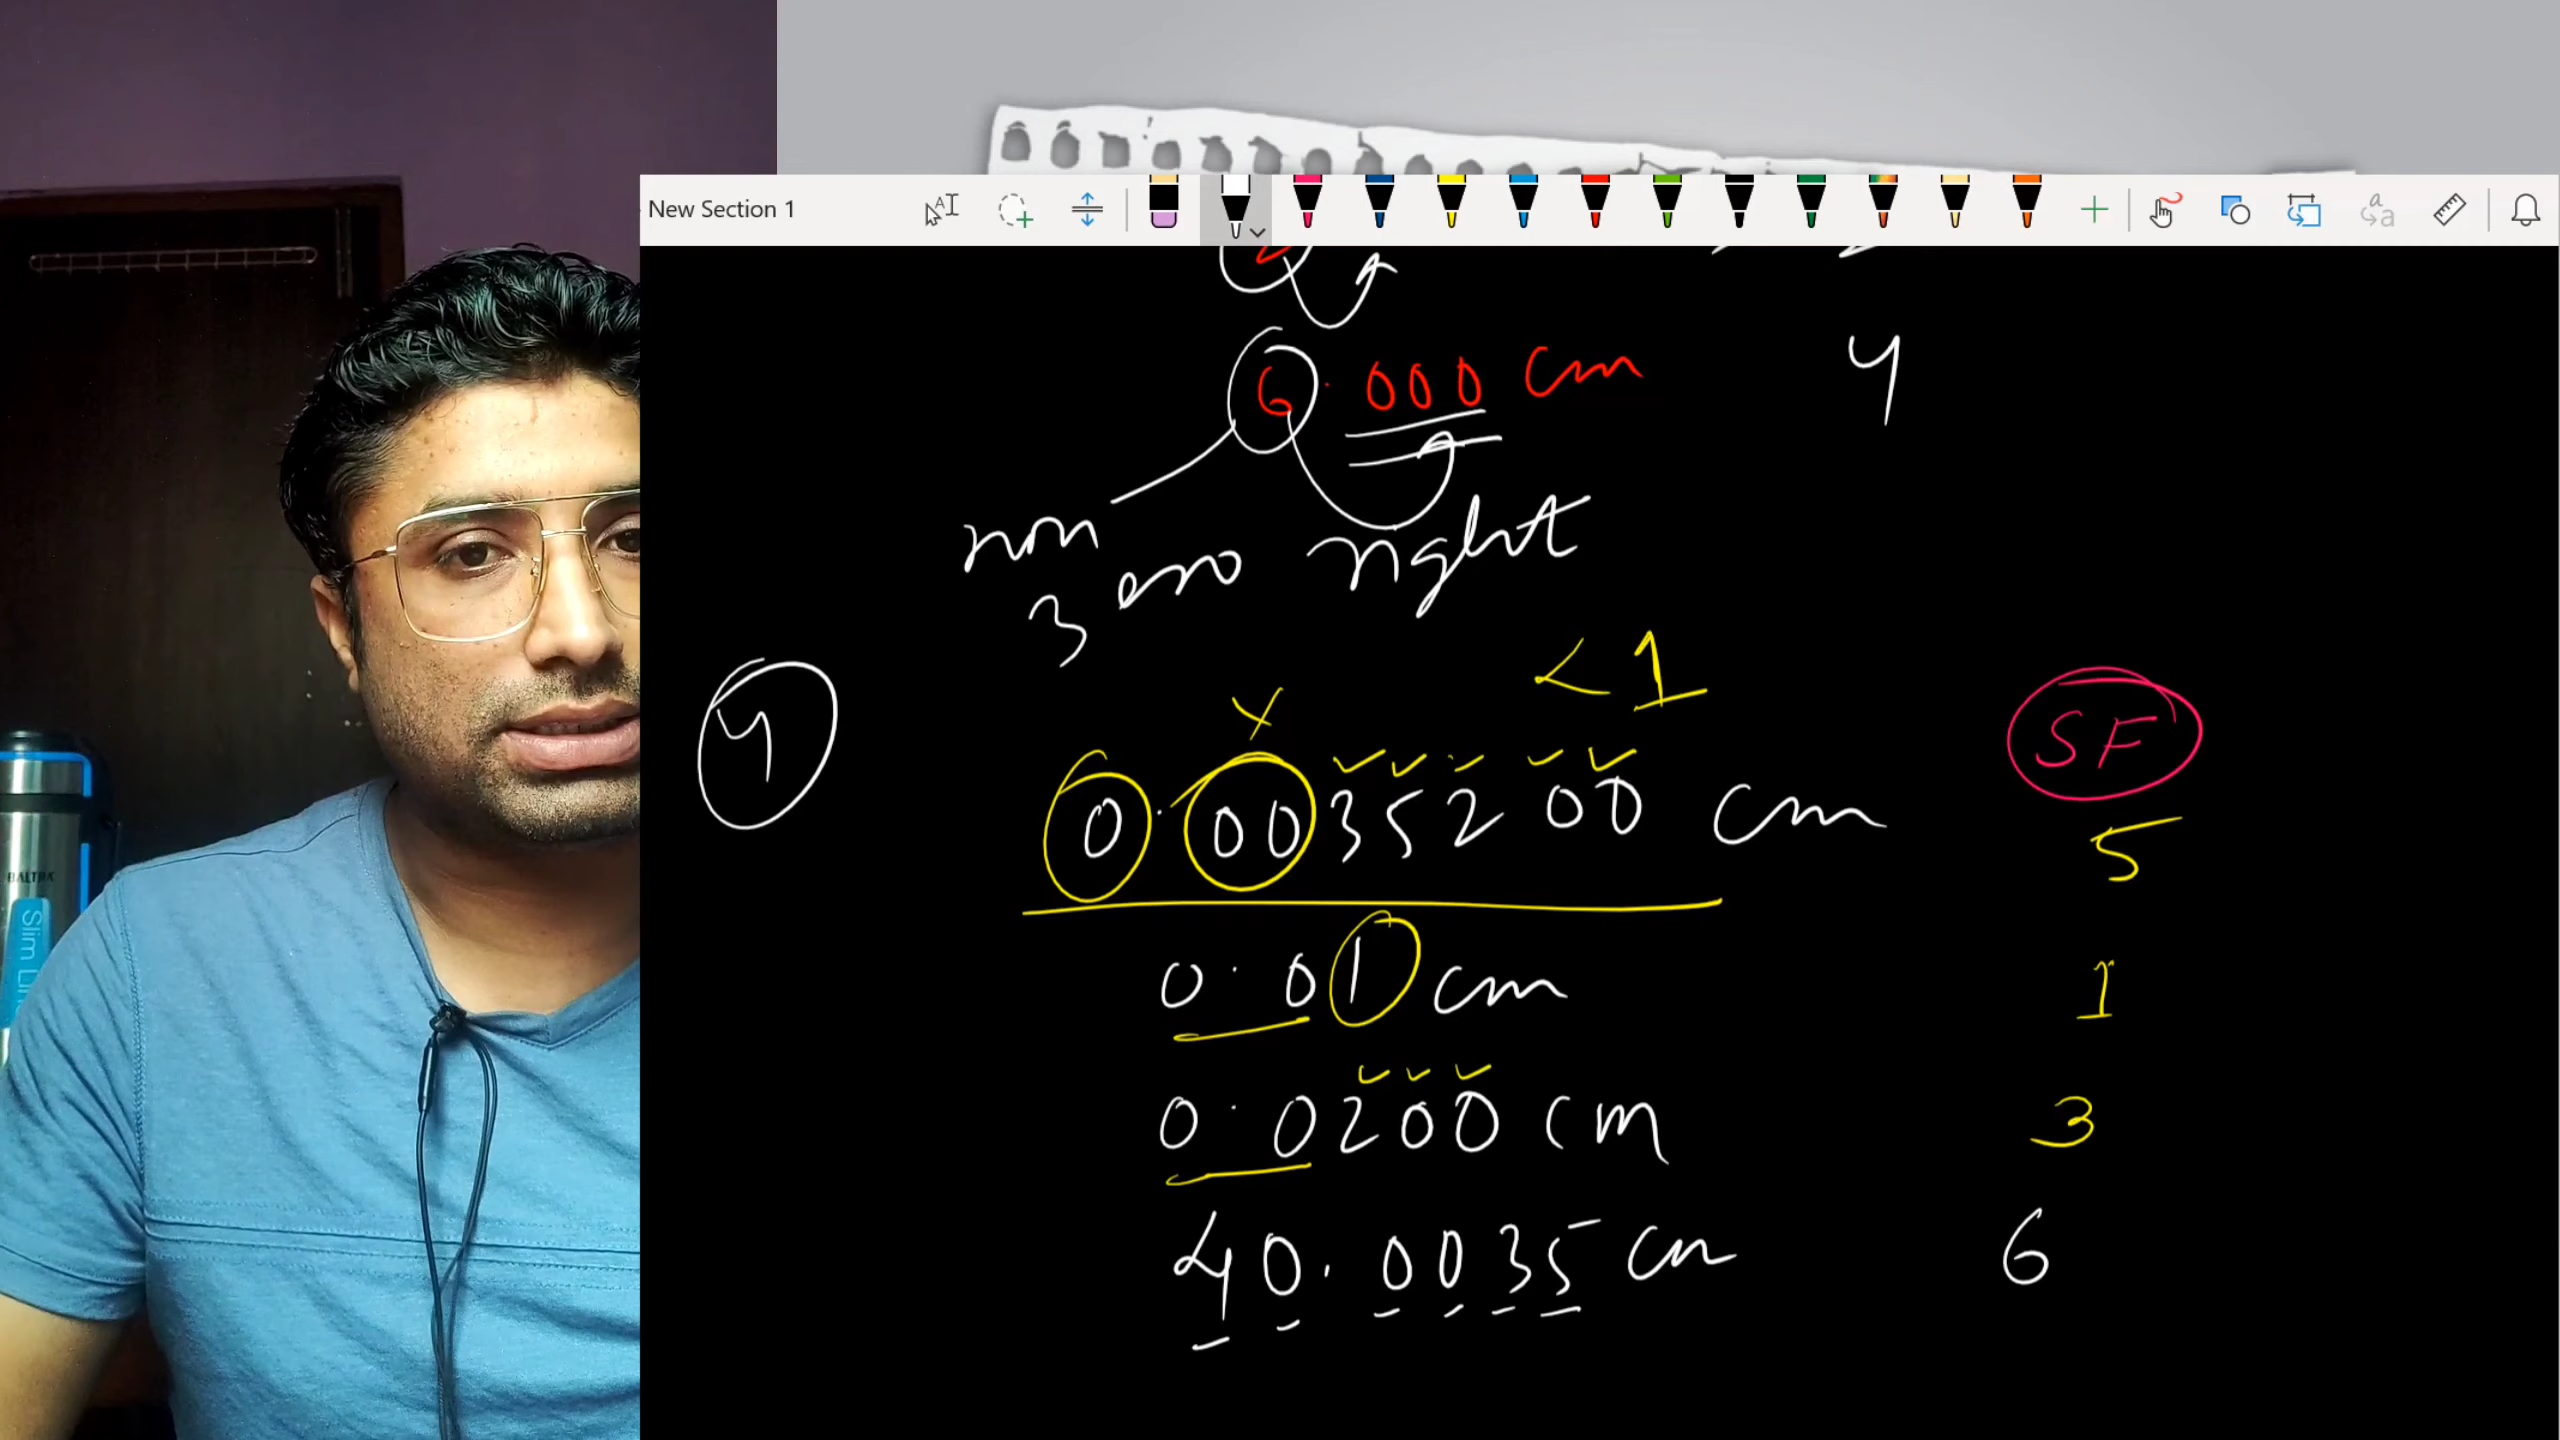 New Section 1
6.000 cm 4
non
zero right
< 1
x
4 SF
0.0035200 cm 5
0.01 cm 1
0.0200 cm 3
40.0035 cm 6
BALTRA